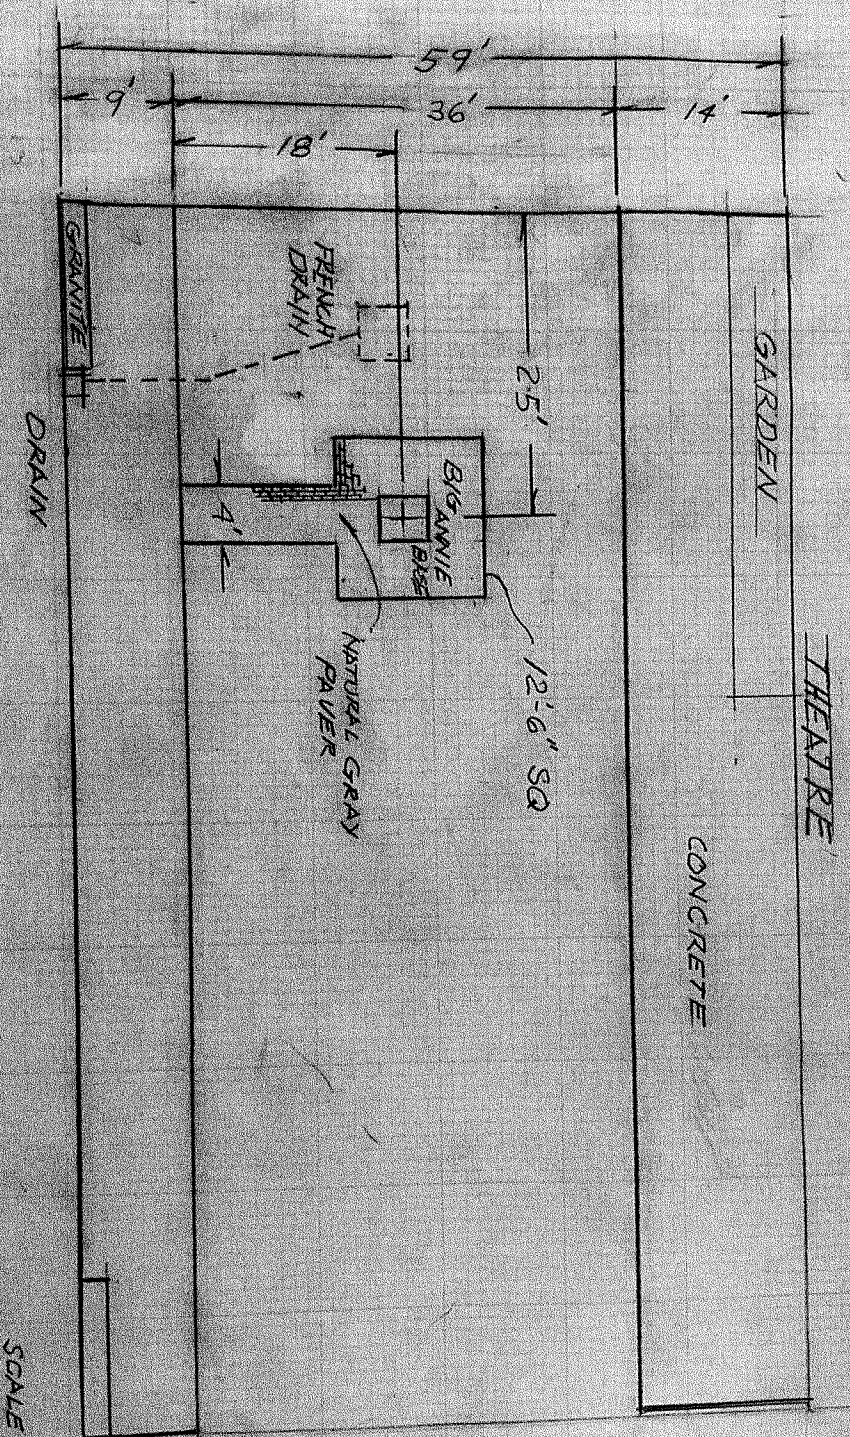 59'
9'
36'
14'
18'
GRANITE
FRENCH
DRAIN
25'
GARDEN
DRAIN
4'
BIG ANNIE
BASE
NATURAL GRAY
PAVER
12'-6" SQ
THEATRE
CONCRETE
SCALE